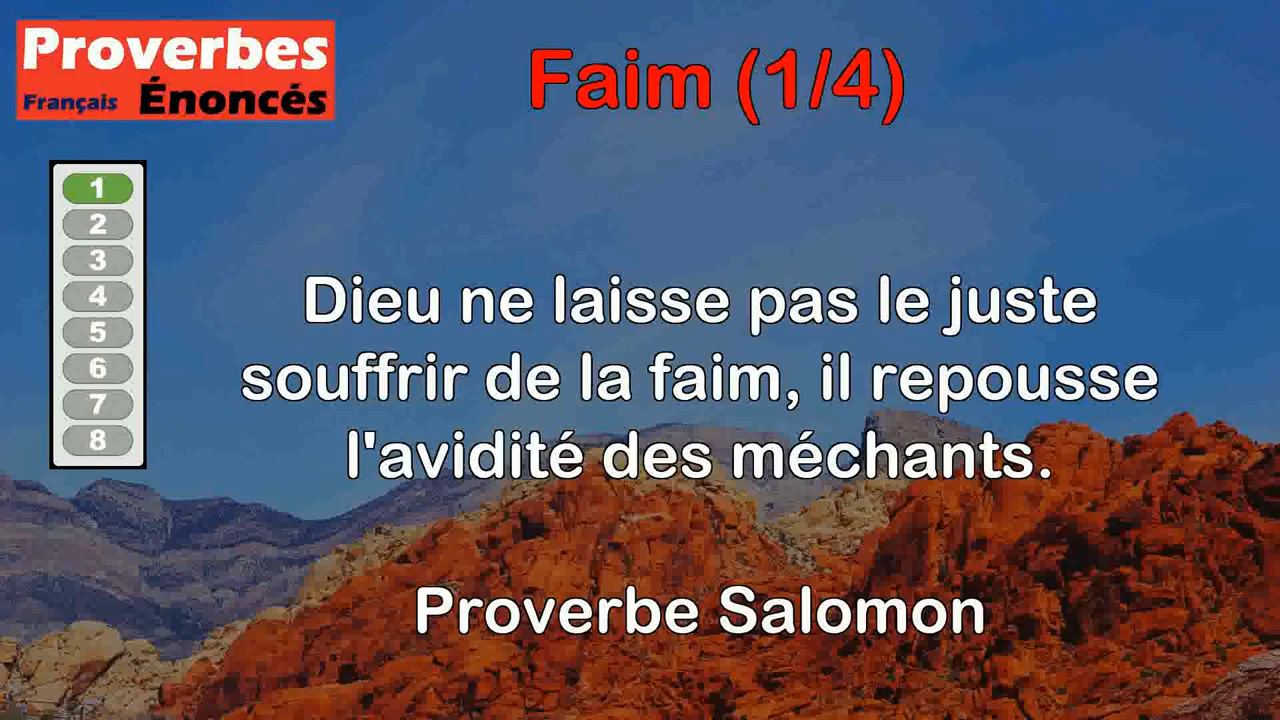 Proverbes
Français Énoncés
Faim (1/4)
1
2
3
4
5
6
7
8
Dieu ne laisse pas le juste
souffrir de la faim, il repousse
l'avidité des méchants.
Proverbe Salomon